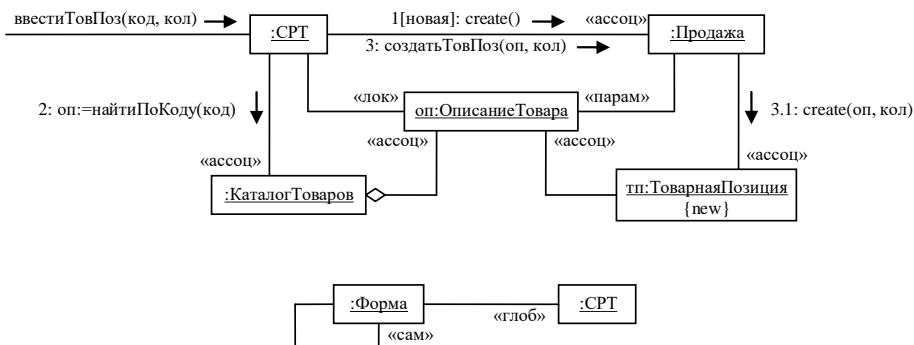 ввестиТовПоз(код, кол)
:СРТ
1[новая]: create()
«ассоц»
:Продажа
3: создатьТовПоз(оп, кол)
2: оп:=найтиПоКоду(код)
«лок»
оп:ОписаниеТовара
«парам»
3.1: create(оп, кол)
«ассоц»
«ассоц»
«ассоц»
«ассоц»
:КаталогТоваров
тп:ТоварнаяПозиция
{new}
:Форма
«глоб»
:СРТ
«сам»